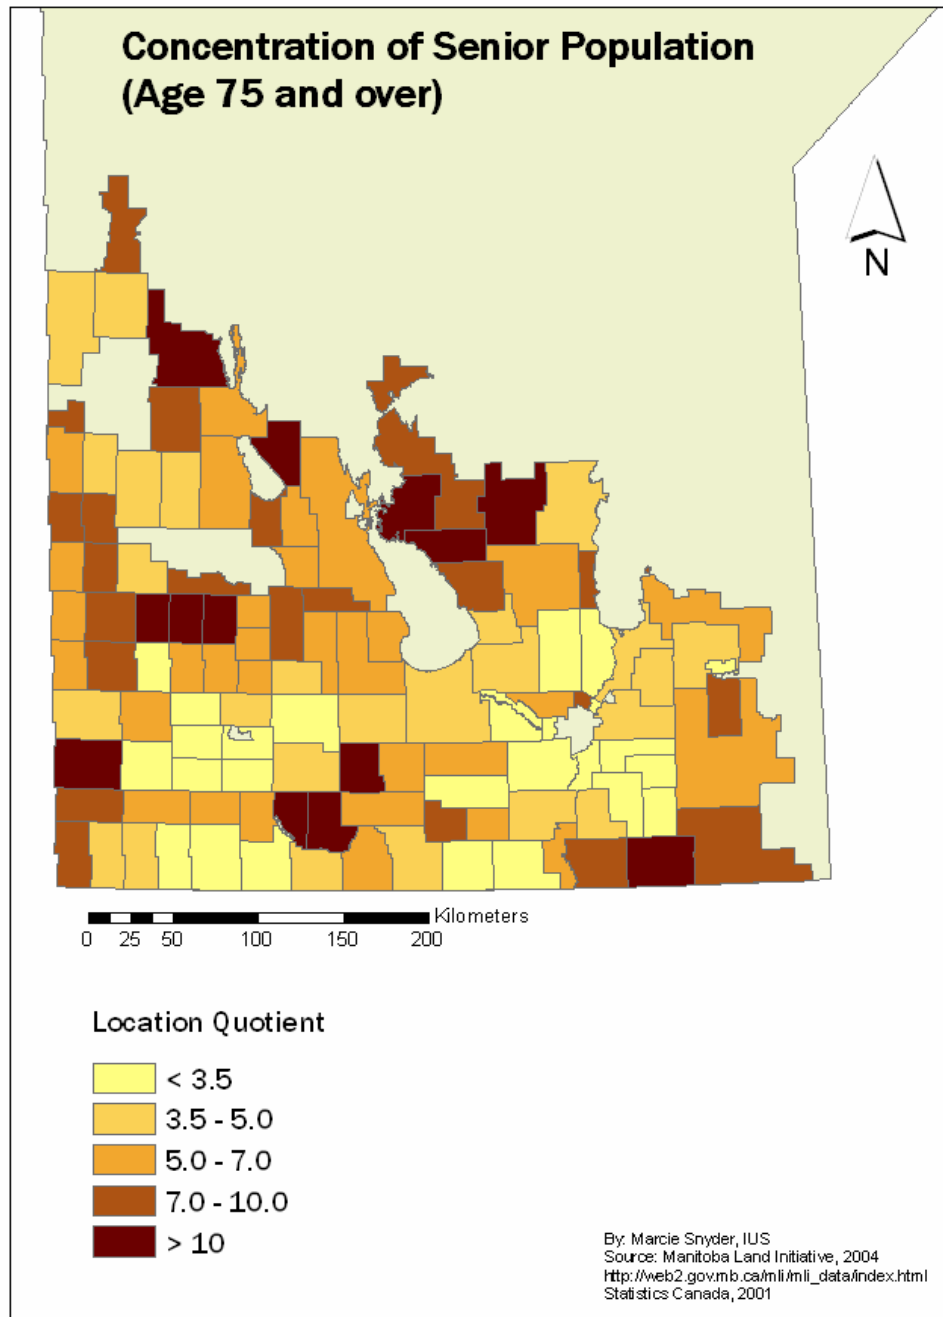 Concentration of Senior Population
(Age 75 and over)
N
Kilometers
0 25 50 100 150 200
Location Quotient
< 3.5
3.5 - 5.0
5.0 - 7.0
7.0 - 10.0
> 10
By: Marcie Snyder, IUS
Source: Manitoba Land Initiative, 2004
http://web2.gov.mb.ca/mli/mli_data/index.html
Statistics Canada, 2001